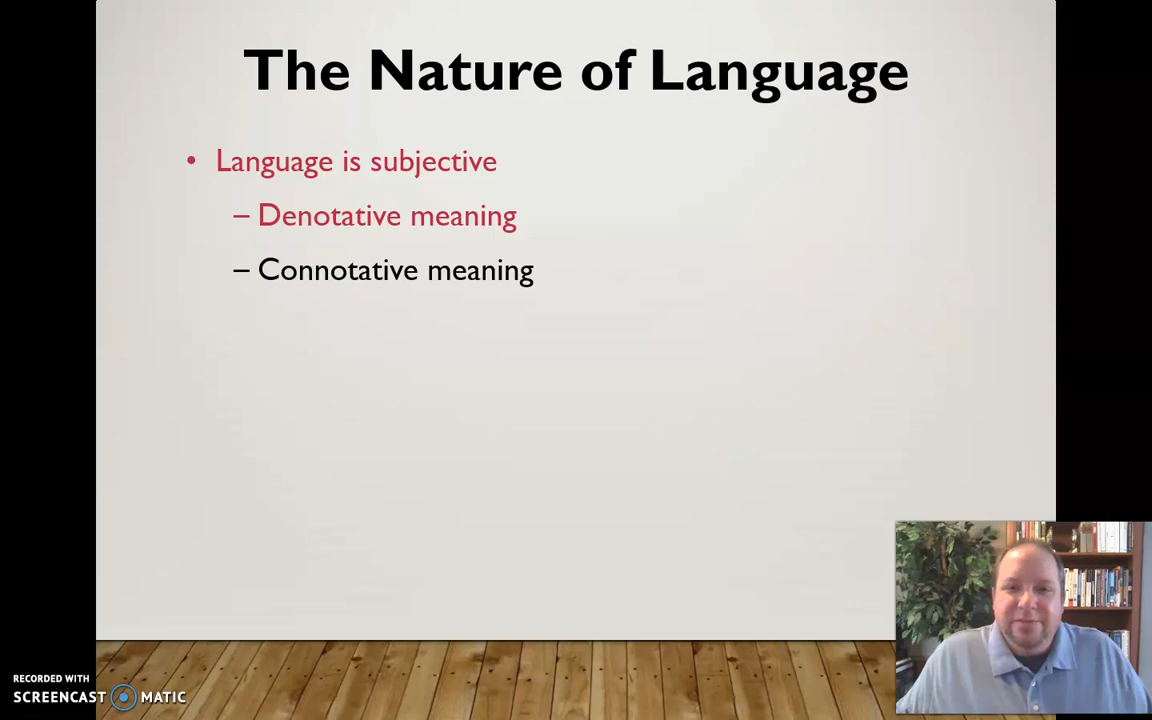 The Nature of Language
• Language is subjective
– Denotative meaning
– Connotative meaning
RECORDED WITH
SCREENCAST MATIC